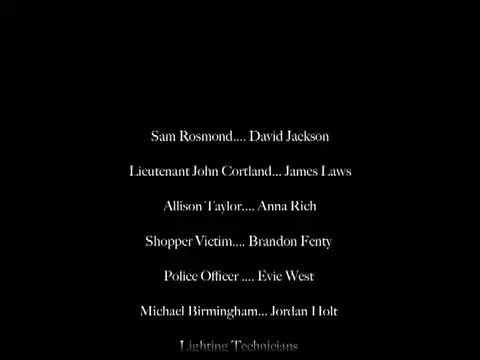 Sam Rosmond.... David Jackson
Lieutenant John Cortland... James Laws
Allison Taylor.... Anna Rich
Shopper Victim.... Brandon Fenty
Police Officer .... Evie West
Michael Birmingham... Jordan Holt
Lighting Technicians